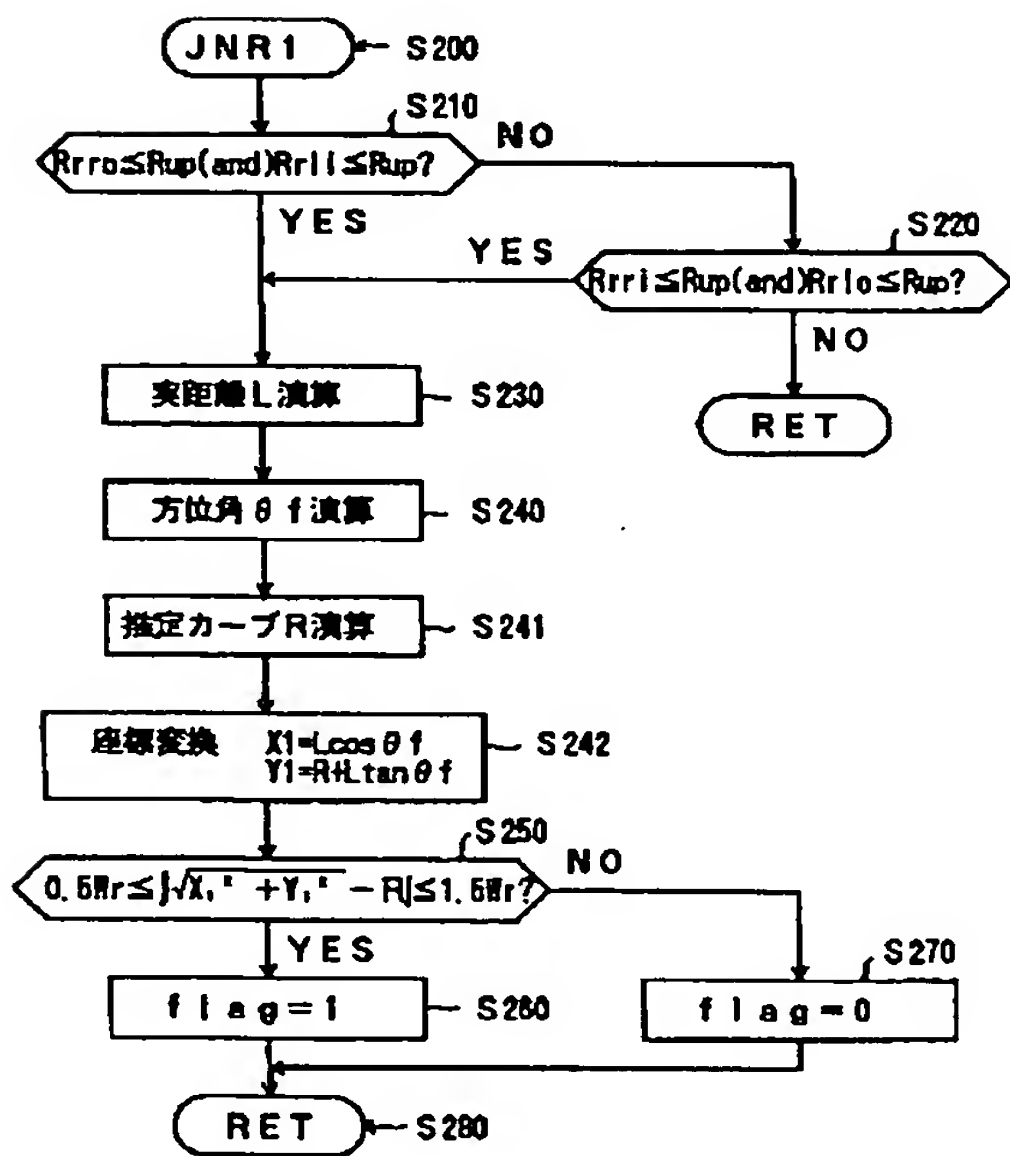 JNR1
S200
S210
Rrro≦Rup(and)Rrli≦Rup?
NO
YES
S220
YES
Rrri≦Rup(and)Rrlo≦Rup?
NO
RET
実距離L演算
S230
方位角θf演算
S240
推定カーブR演算
S241
座標変換 X1=Lcosθf
Y1=R+Ltanθf
S242
S250
0.5Wr≦|√X₁² +Y₁² − R|≦1.5Wr?
NO
YES
S270
flag=1
S260
flag=0
RET
S280